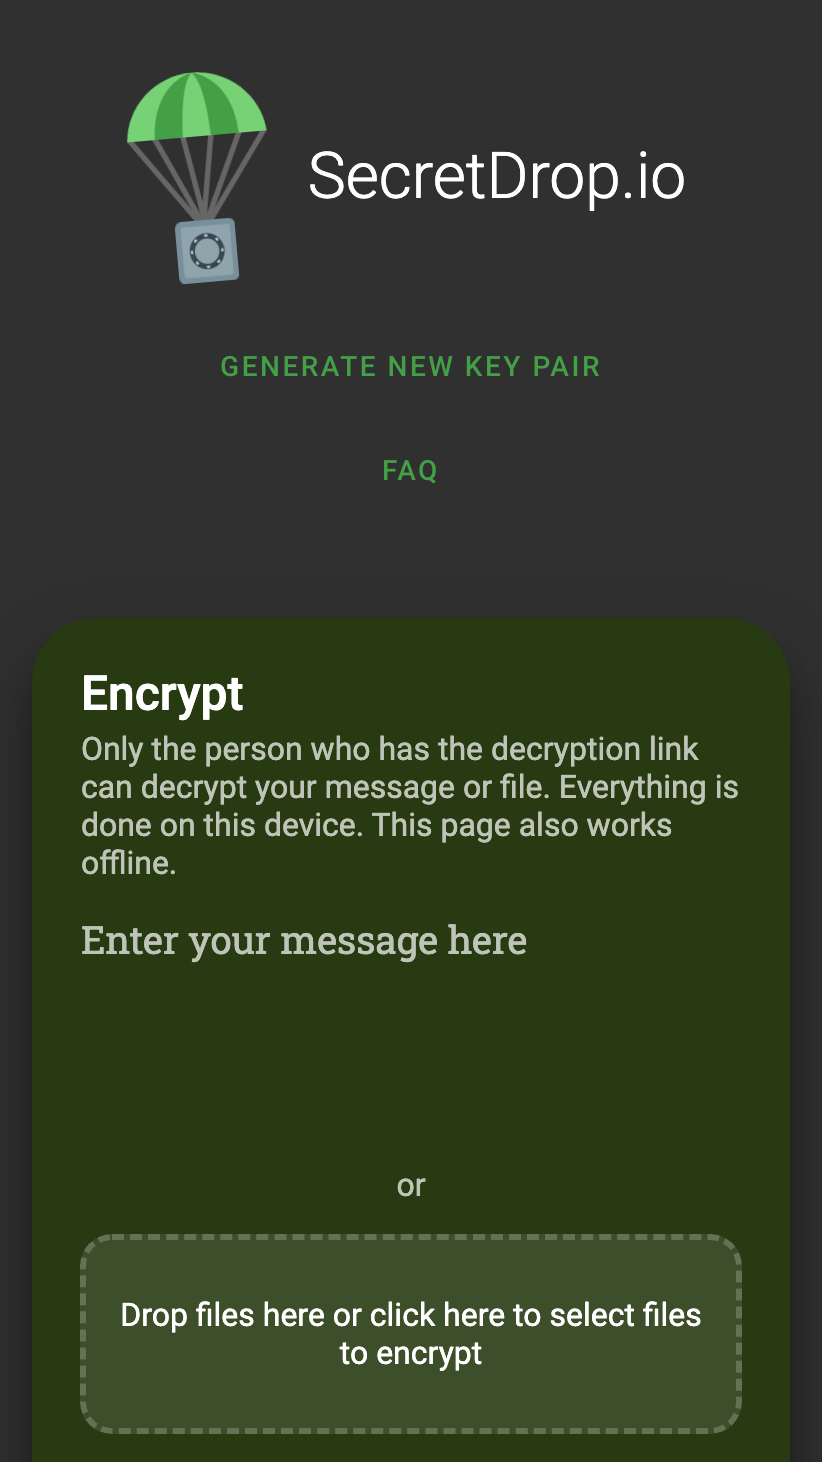 SecretDrop.io
GENERATE NEW KEY PAIR
FAQ
Encrypt
Only the person who has the decryption link
can decrypt your message or file. Everything is
done on this device. This page also works
offline.
Enter your message here
or
Drop files here or click here to select files
to encrypt